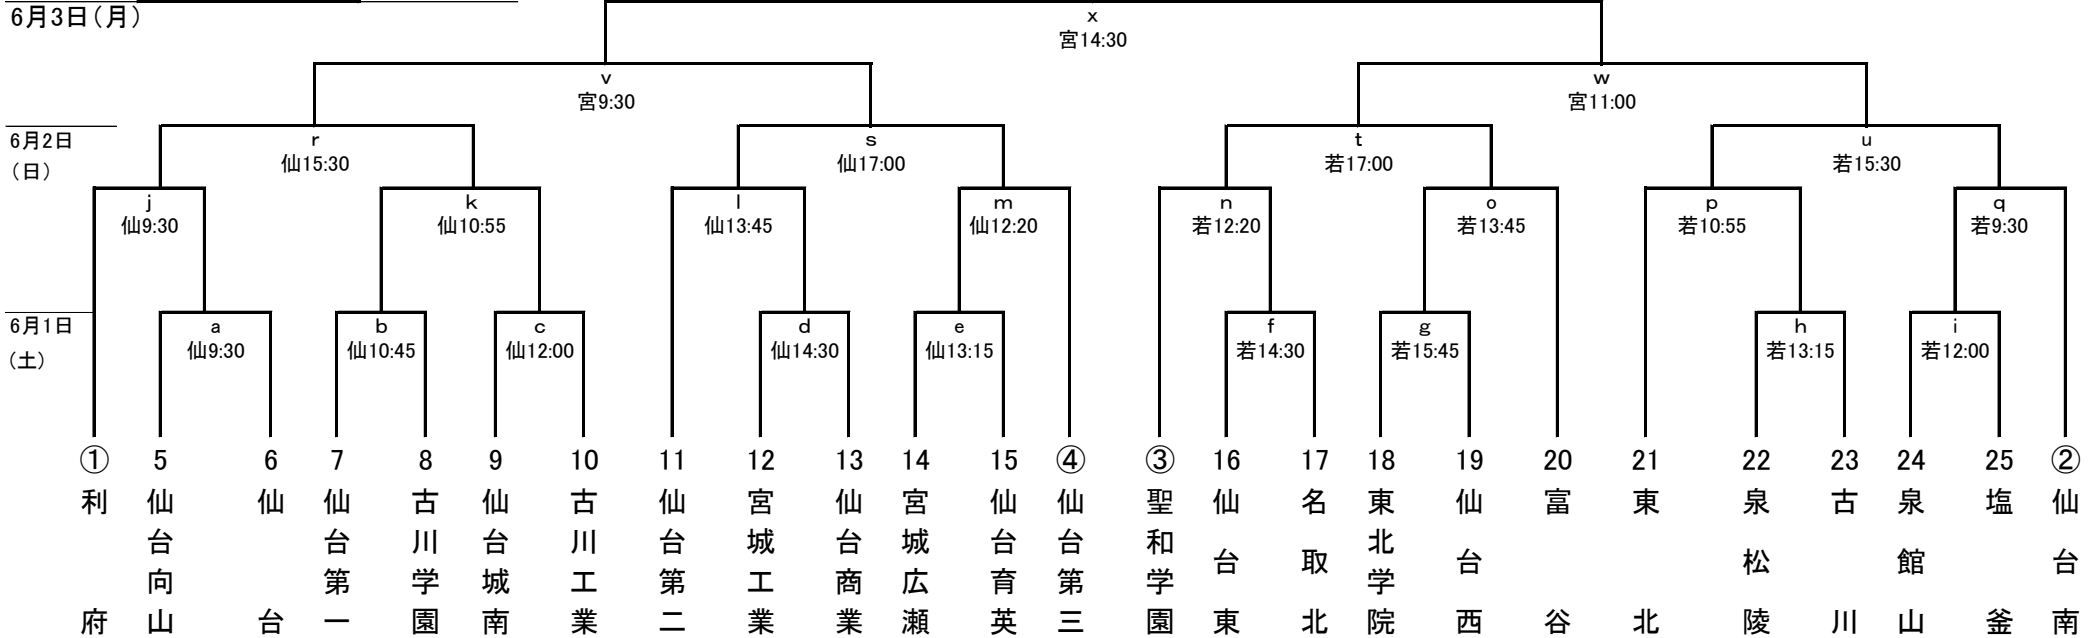 6月3日（月）
x
宮14:30
v
宮9:30
w
宮11:00
6月2日
（日）
r
仙15:30
s
仙17:00
t
若17:00
u
若15:30
j
仙9:30
k
仙10:55
l
仙13:45
m
仙12:20
n
若12:20
o
若13:45
p
若10:55
q
若9:30
6月1日
（土）
a
仙9:30
b
仙10:45
c
仙12:00
d
仙14:30
e
仙13:15
f
若14:30
g
若15:45
h
若13:15
i
若12:00
① 利府
5 仙台向山
6 仙台
7 仙台第一
8 古川学園
9 仙台城南
10 古川工業
11 仙台第二
12 宮城工業
13 仙台商業
14 宮城広瀬
15 仙台育英
④ 仙台第三
③ 聖和学園
16 仙台東
17 名取北
18 東北学院
19 仙台西
20 富谷
21 東北
22 泉松陵
23 古川
24 泉館山
25 塩釜
② 仙台南